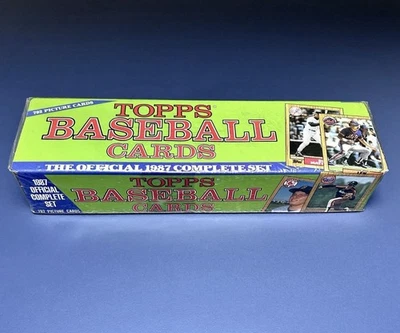 792 PICTURE CARDS
TOPPS
BASEBALL
CARDS
THE OFFICIAL 1987 COMPLETE SET
1987
OFFICIAL
COMPLETE
SET
792 PICTURE CARDS
TOPPS
BASEBALL
CARDS